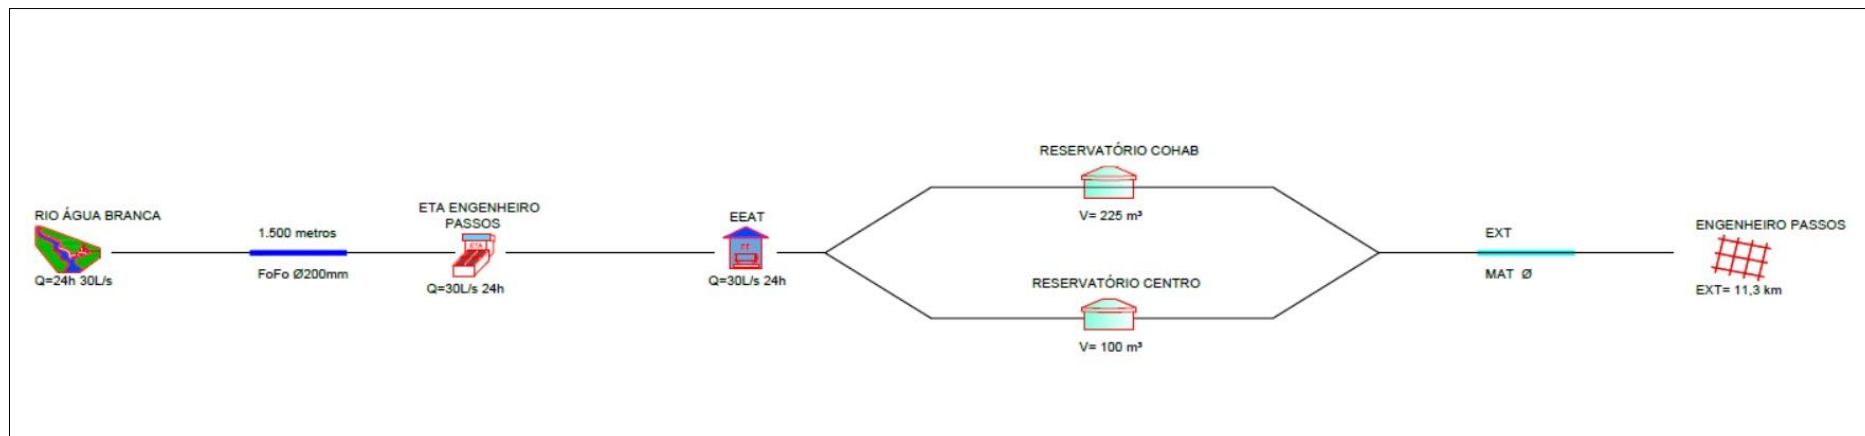 RIO ÁGUA BRANCA
Q=24h 30L/s
1.500 metros
FoFo Ø200mm
ETA ENGENHEIRO
PASSOS
ETA
Q=30L/s 24h
EEAT
Q=30L/s 24h
RESERVATÓRIO COHAB
V= 225 m³
RESERVATÓRIO CENTRO
V= 100 m³
EXT
MAT Ø
ENGENHEIRO PASSOS
EXT= 11,3 km